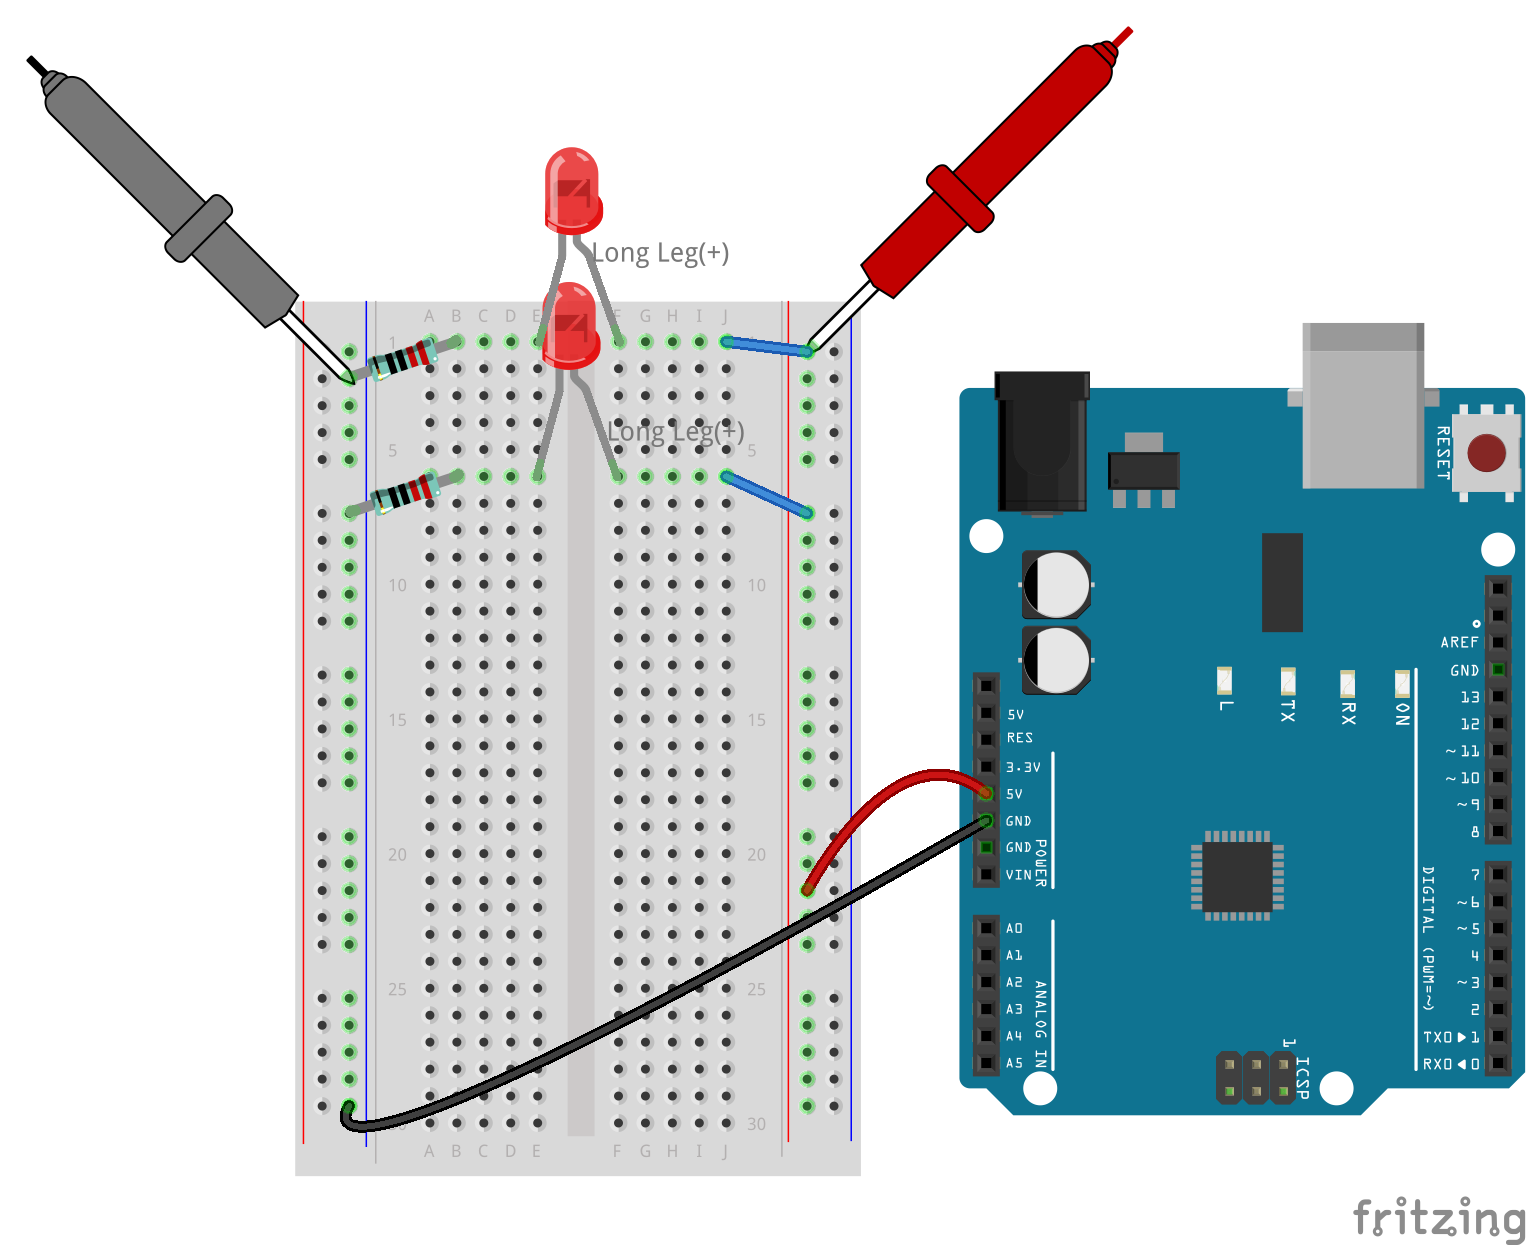 Long Leg(+)
A B C D E F G H I J
1
Long Leg(+)
5 5
10 10
15 15
20 20
25 25
30 30
A B C D E F G H I J
RESET
AREF
GND
13
12
~11
~10
~9
8
L TX RX ON
5V
RES
3.3V
5V
GND
GND
VIN
POWER
7
~6
~5
4
~3
2
TX0▶1
RX0◀0
DIGITAL (PWM=~)
A0
A1
A2
A3
A4
A5
ANALOG IN
1
ICSP
fritzing